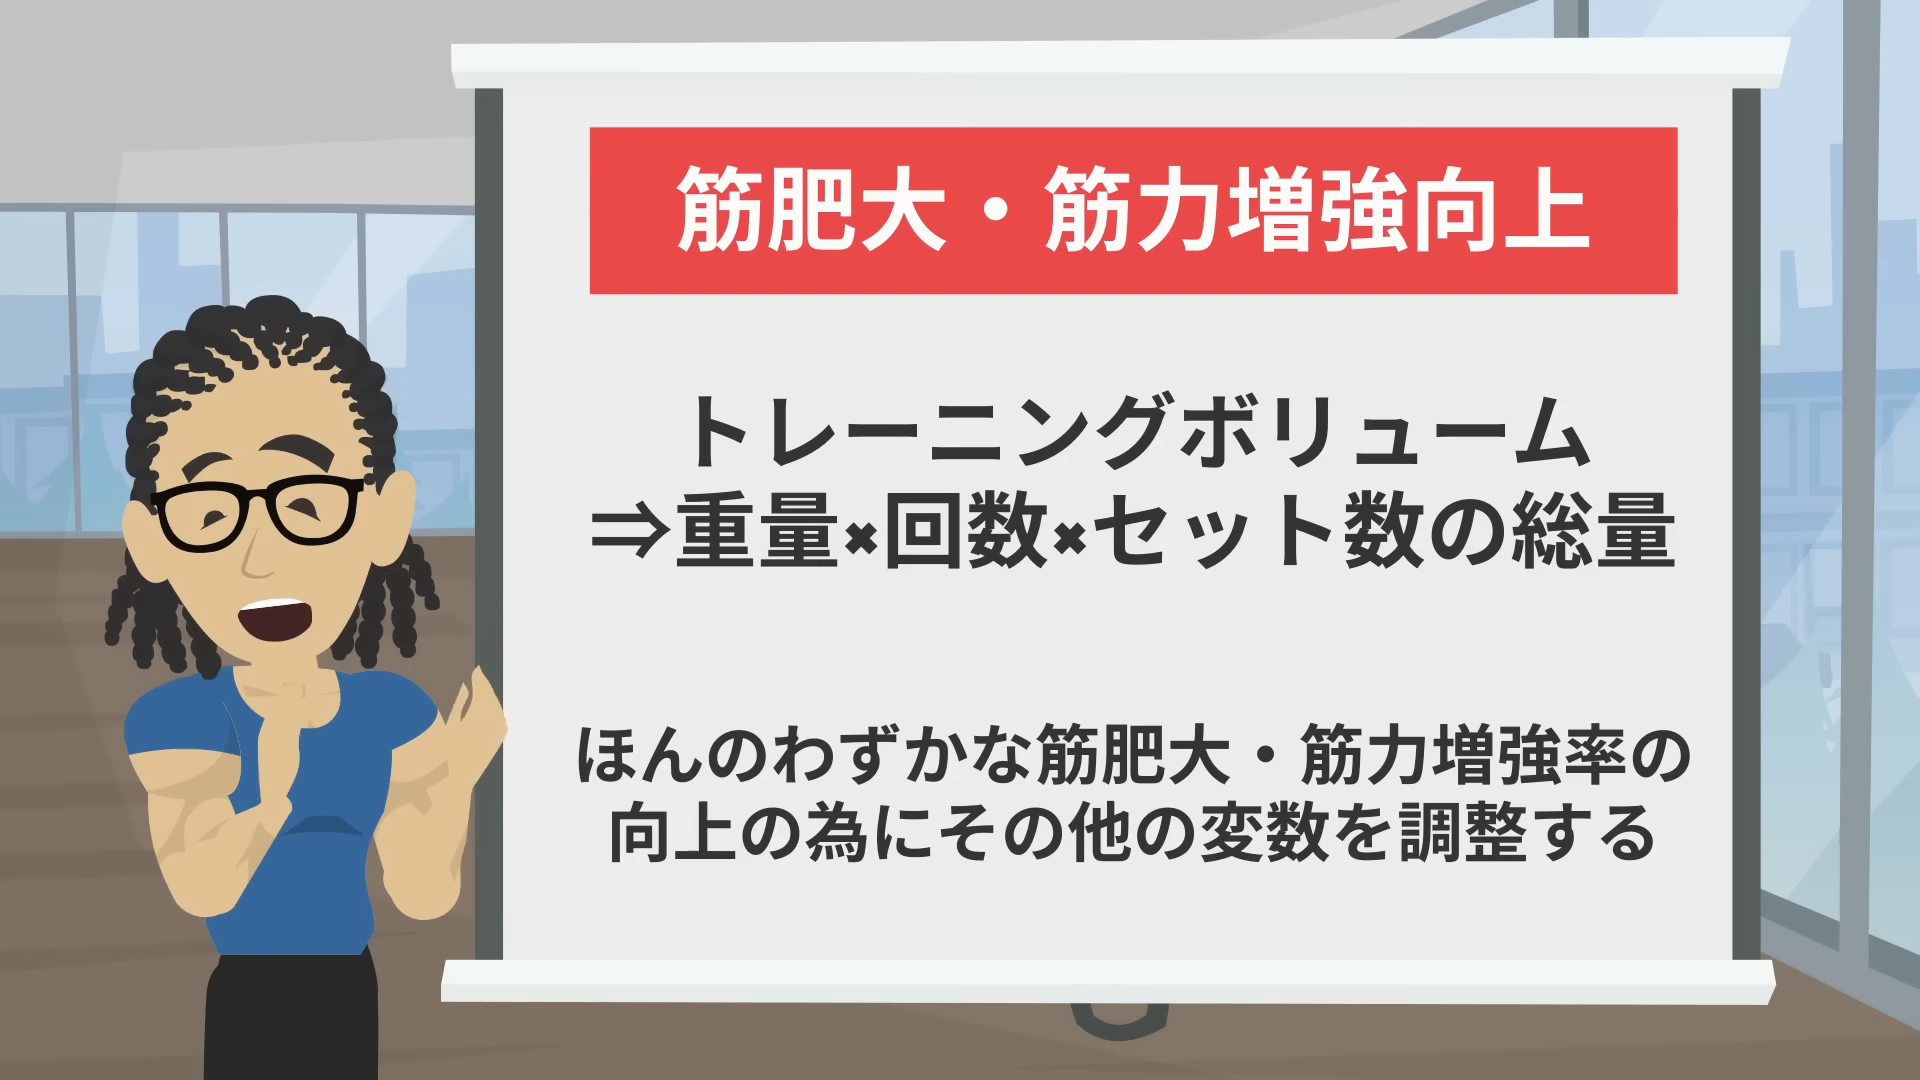 筋肥大・筋力増強向上
トレーニングボリューム
⇒重量×回数×セット数の総量
ほんのわずかな筋肥大・筋力増強率の
向上の為にその他の変数を調整する